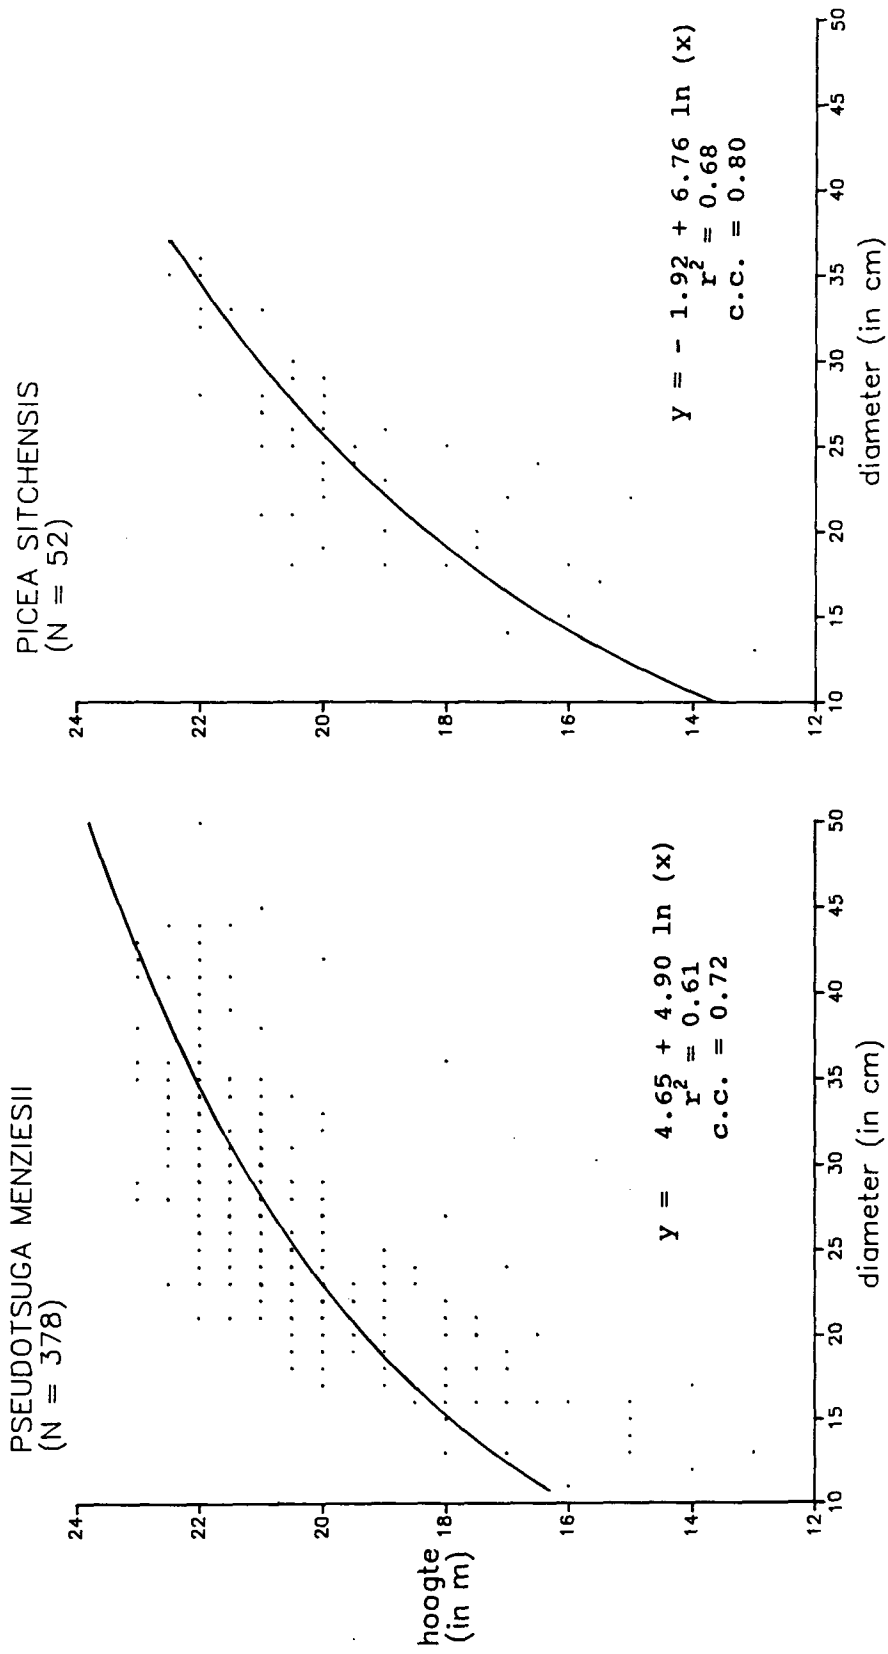 PSEUDOTSUGA MENZIESII
(N = 378)
hoogte
(in m)
24
22
20
18
16
14
12
10
15
20
25
30
35
40
45
50
diameter (in cm)
y = 4.65 + 4.90 ln (x)
r² = 0.61
c.c. = 0.72
PICEA SITCHENSIS
(N = 52)
24
22
20
18
16
14
12
10
15
20
25
30
35
40
45
50
diameter (in cm)
y = - 1.92 + 6.76 ln (x)
r² = 0.68
c.c. = 0.80